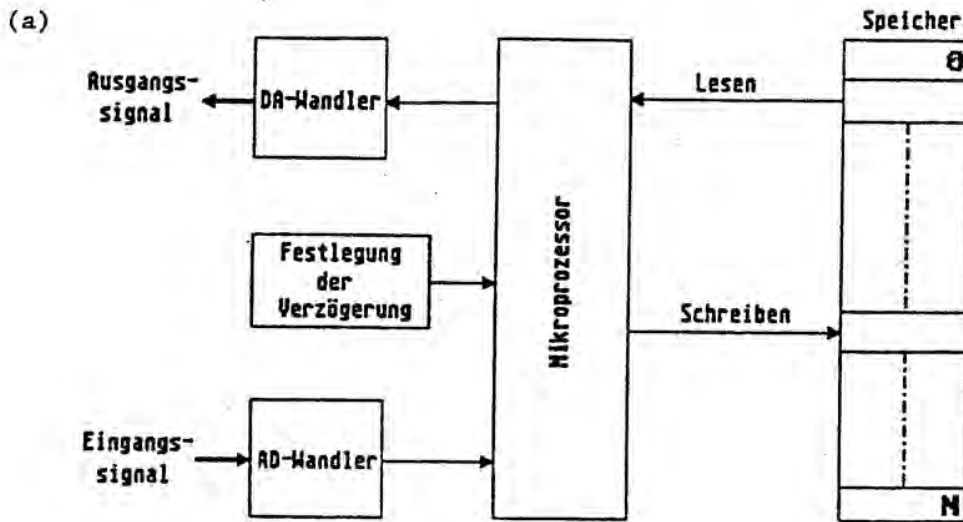 (a)
Speicher
0
Ausgangs-
signal
DA-Wandler
Lesen
Festlegung
der
Verzögerung
Mikroprozessor
Schreiben
Eingangs-
signal
AD-Wandler
N